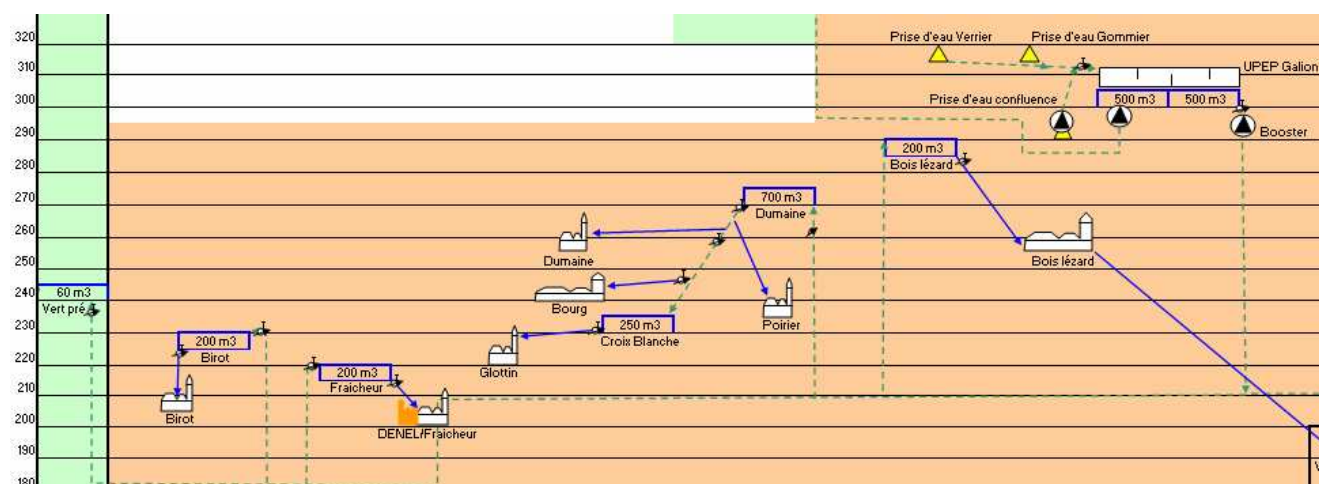 320
310
300
290
280
270
260
250
240
230
220
210
200
190
180
Prise d'eau Verrier
Prise d'eau Gommier
UPEP Galion
500 m3
500 m3
Prise d'eau confluence
Booster
200 m3
Bois lézard
700 m3
Dumaine
Dumaine
Bois lézard
Bourg
Poirier
60 m3
Vert pré
250 m3
Crois Blanche
200 m3
Birot
Glottin
200 m3
Fraicheur
Birot
DENEL/Fraicheur
V